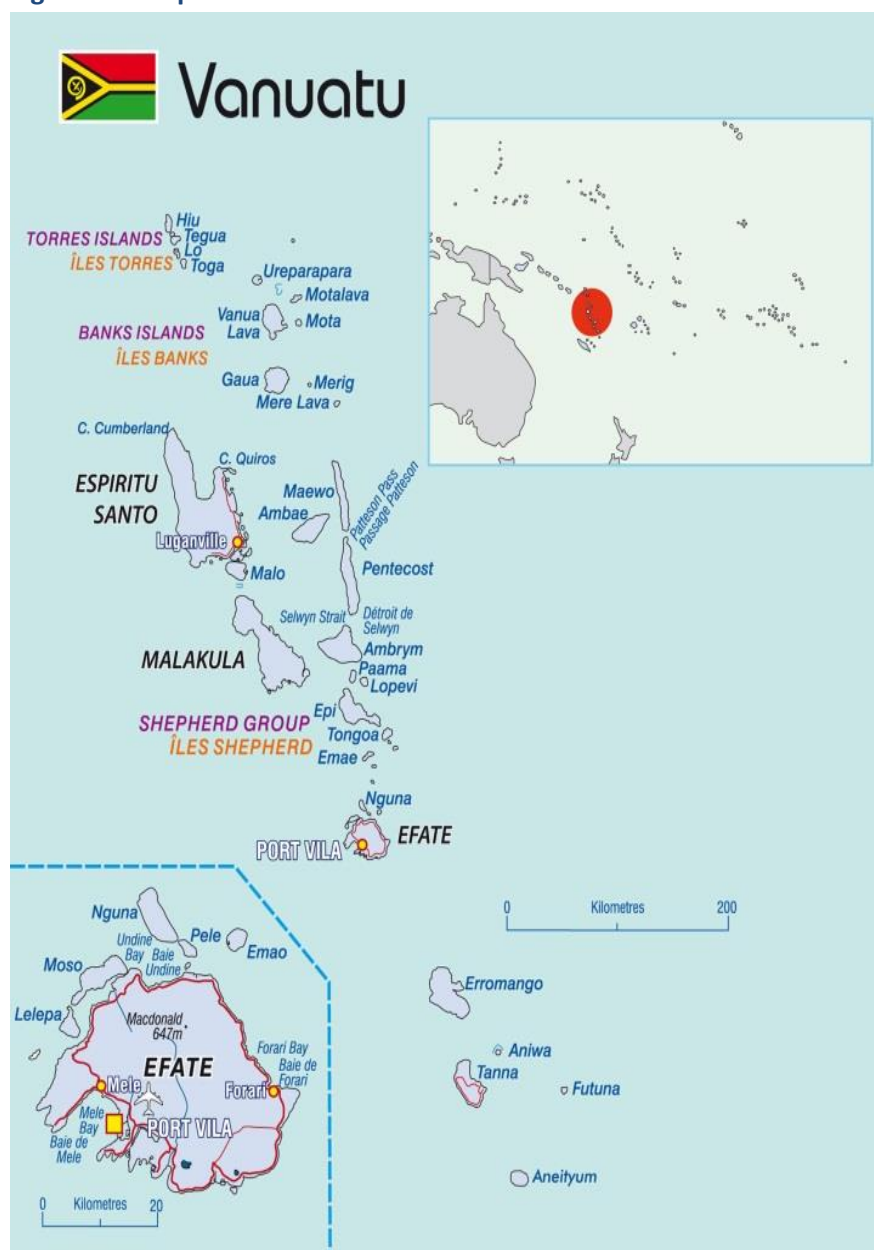 Vanuatu
Hiu
TORRES ISLANDS
Tegua
Lo
ÎLES TORRES
Toga
Ureparapara
Motalava
Vanua
Lava
Mota
BANKS ISLANDS
ÎLES BANKS
Gaua
Merig
Mere Lava
C. Cumberland
C. Quiros
ESPIRITU
SANTO
Maewo
Ambae
Patteson Pass
Passage Patteson
Luganville
Malo
Pentecost
Selwyn Strait
Détroit de
Selwyn
MALAKULA
Ambrym
Paama
Lopevi
Epi
SHEPHERD GROUP
ÎLES SHEPHERD
Tongoa
Emae
Nguna
PORT VILA
EFATE
0 Kilometres 200
Erromango
Aniwa
Tanna
Futuna
Aneityum
Nguna
Pele
Emao
Undine
Bay
Baie
Undine
Moso
Lelepa
Macdonald
647m
EFATE
Forari Bay
Baie de
Forari
Mele
Forari
Mele
Bay
Baie de
Mele
PORT VILA
0 Kilometres 20